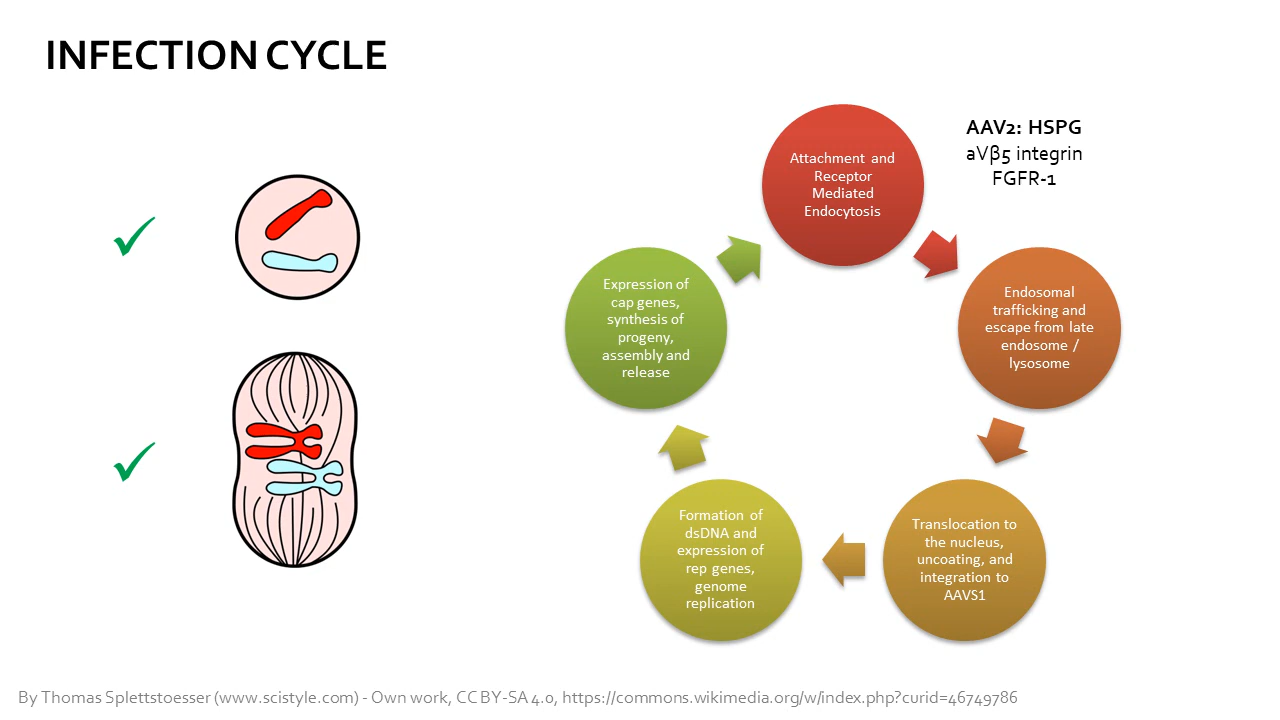 INFECTION CYCLE
Attachment and
Receptor
Mediated
Endocytosis
AAV2: HSPG
aVβ5 integrin
FGFR-1
Endosomal
trafficking and
escape from late
endosome /
lysosome
Translocation to
the nucleus,
uncoating, and
integration to
AAVS1
Formation of
dsDNA and
expression of
rep genes,
genome
replication
Expression of
cap genes,
synthesis of
progeny,
assembly and
release
By Thomas Splettstoesser (www.scistyle.com) - Own work, CC BY-SA 4.0, https://commons.wikimedia.org/w/index.php?curid=46749786